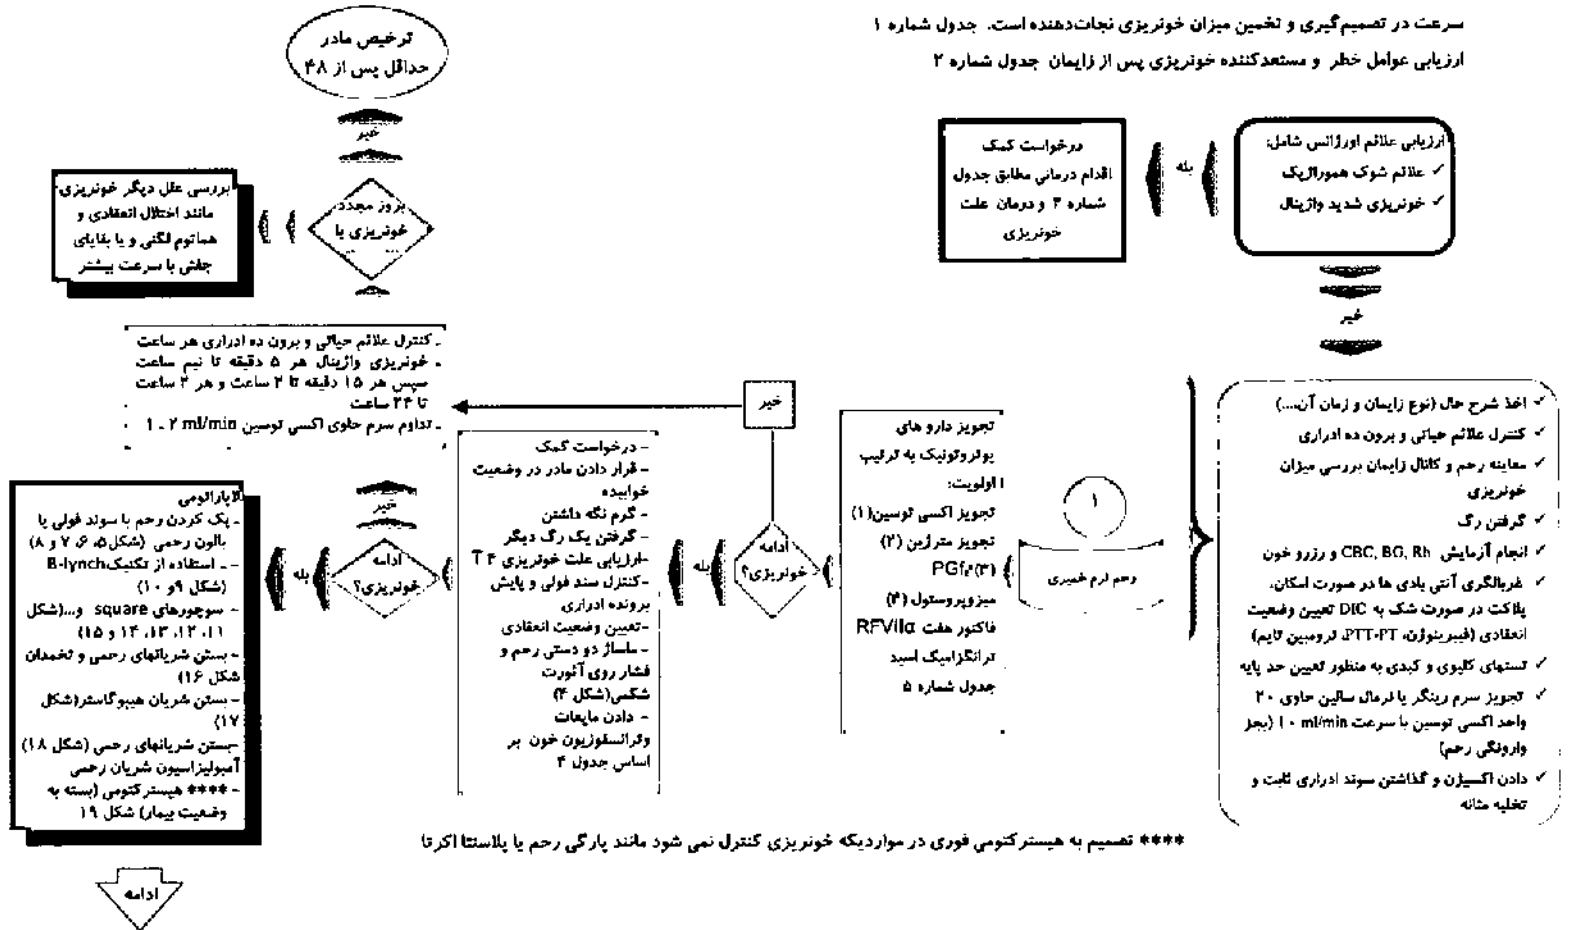 سرعت در تصمیم‌گیری و تخمین میزان خونریزی نجات‌دهنده است. جدول شماره ۱
ارزیابی عوامل خطر و مستعدکننده خونریزی پس از زایمان جدول شماره ۲
ارزیابی علائم اورژانس شامل:
✓ علائم شوک هموراژیک
✓ خونریزی شدید واژینال
بله
درخواست کمک
اقدام درمانی مطابق جدول
شماره ۳ و درمان علت
خونریزی
خیر
✓ اخذ شرح حال (نوع زایمان و زمان آن....)
✓ کنترل علائم حیاتی و برون ده ادراری
✓ معاینه رحم و کانال زایمان بررسی میزان
خونریزی
✓ گرفتن رگ
✓ انجام آزمایش CBC, BG, Rh و رزرو خون
✓ غربالگری آنتی بادی ها در صورت امکان،
پلاکت در صورت شک به DIC تعیین وضعیت
انعقادی (فیبرینوژن، PTT-PT، ترومبین تایم)
✓ تستهای کلیوی و کبدی به منظور تعیین حد پایه
✓ تجویز سرم رینگر یا نرمال سالین حاوی ۲۰
واحد اکسی توسین با سرعت ۱۰ ml/min (بجز
وارونگی رحم)
✓ دادن اکسیژن و گذاشتن سوند ادراری ثابت و
تخلیه مثانه
۱
رحم نرم خمیری
تجویز دارو های
یوتروتونیک به ترتیب
اولویت:
تجویز اکسی توسین(۱)
تجویز مترژین (۲)
PGf₂(۳)
میزوپروستول (۴)
فاکتور هفت RFVIIα
ترانگزامیک اسید
جدول شماره ۵
ادامه
خونریزی؟
خیر
بله
- درخواست کمک
- قرار دادن مادر در وضعیت
خوابیده
- گرم نگه داشتن
- گرفتن یک رگ دیگر
-ارزیابی علت خونریزی ۴ T
-کنترل سند فولی و پایش
برونده ادراری
-تعیین وضعیت انعقادی
- ماساژ دو دستی رحم و
فشار روی آئورت
شکمی(شکل ۴)
- دادن مایعات
وترانسفوزیون خون بر
اساس جدول ۴
ادامه
خونریزی؟
بله
خیر
لاپاراتومی
- پک کردن رحم با سوند فولی یا
بالون رحمی (شکل۵، ۶، ۷ و ۸)
- استفاده از تکنیکB-lynch
(شکل ۹و ۱۰)
- سوچورهای square و...(شکل
۱۱، ۱۲، ۱۳، ۱۴ و ۱۵)
- بستن شریانهای رحمی و تخمدان
شکل ۱۶)
- بستن شریان هیپوگاستر(شکل
۱۷)
-بستن شریانهای رحمی (شکل ۱۸)
آمبولیزاسیون شریان رحمی
- **** هیسترکتومی (بسته به
وضعیت بیمار) شکل ۱۹
ادامه
- کنترل علائم حیاتی و برون ده ادراری هر ساعت
- خونریزی واژینال هر ۵ دقیقه تا نیم ساعت
سپس هر ۱۵ دقیقه تا ۲ ساعت و هر ۲ ساعت
تا ۲۴ ساعت
- تداوم سرم حاوی اکسی توسین ۱ - ۲ ml/min
بروز مجدد
خونریزی یا
بررسی علل دیگر خونریزی
مانند اختلال انعقادی و
هماتوم لگنی و یا بقایای
جفتی با سرعت بیشتر
خیر
ترخیص مادر
حداقل پس از ۴۸
**** تصمیم به هیسترکتومی فوری در مواردیکه خونریزی کنترل نمی شود مانند پارگی رحم یا پلاسنتا اکرتا